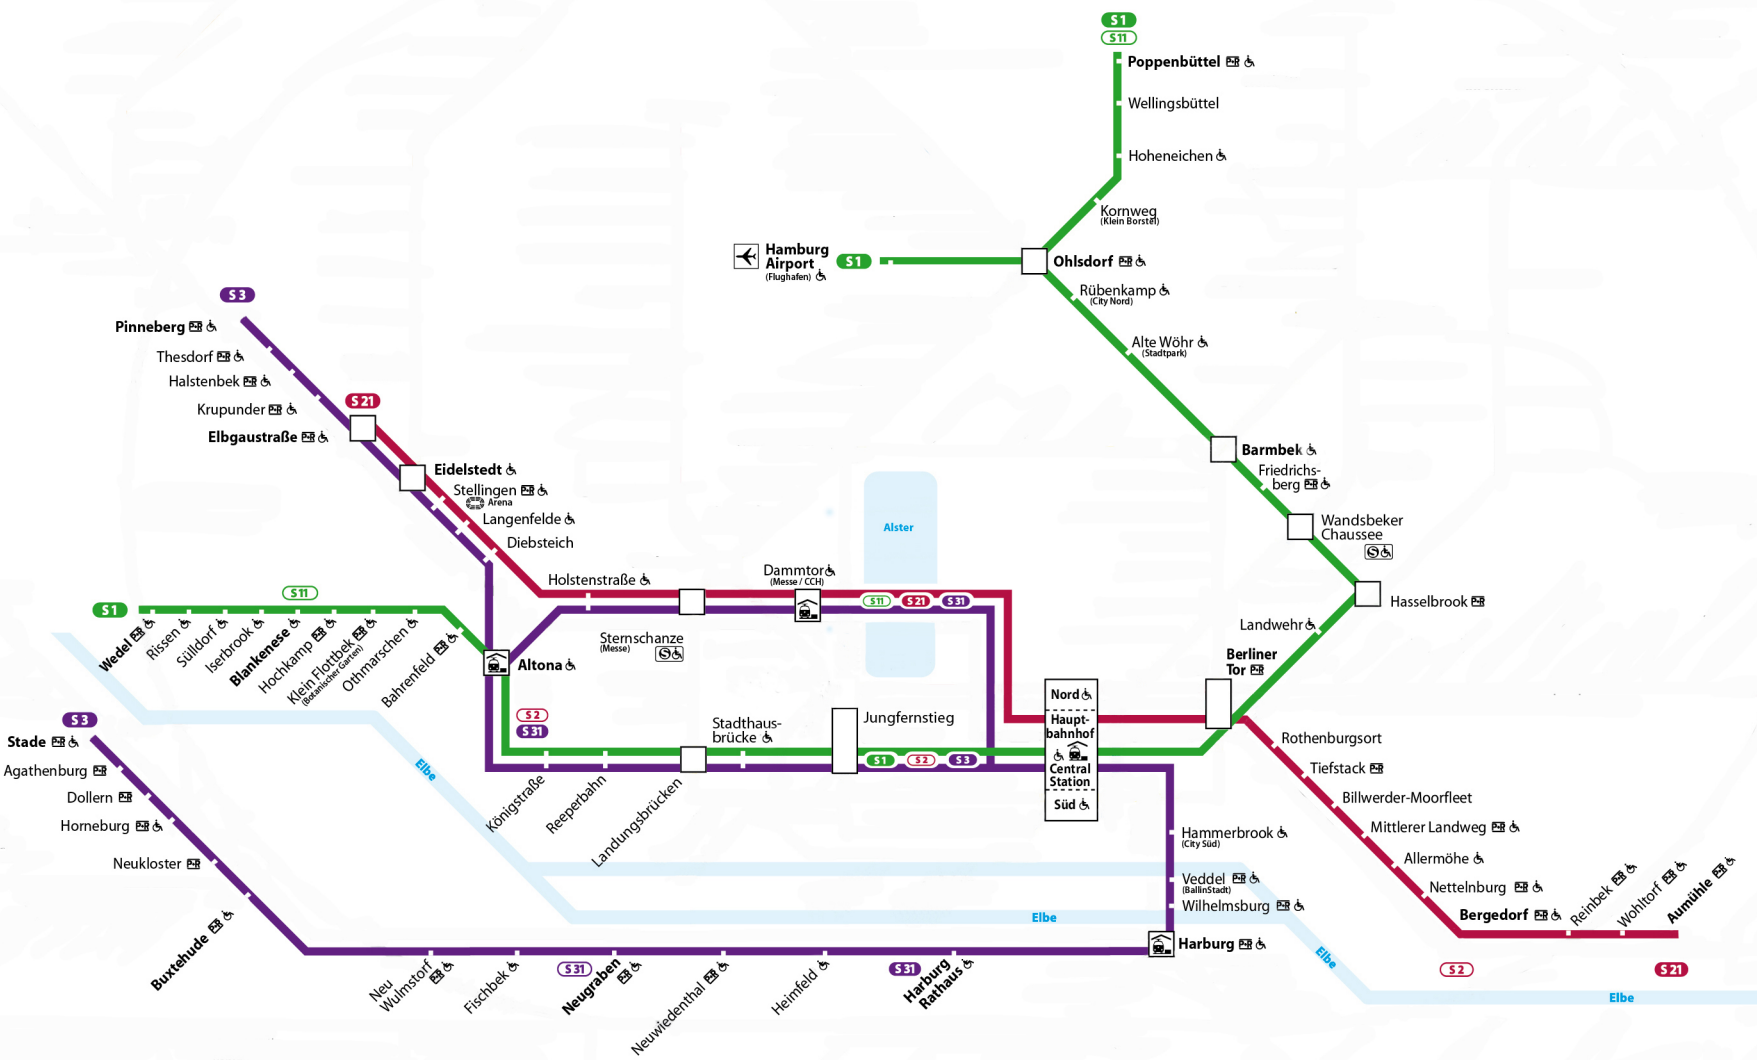 S1
S11
Poppenbüttel
Wellingsbüttel
Hoheneichen
Kornweg
(Klein Borstel)
Hamburg
Airport
(Flughafen)
S1
Ohlsdorf
Rübenkamp
(City Nord)
Alte Wöhr
(Stadtpark)
Barmbek
Friedrichs-
berg
Wandsbeker
Chaussee
Hasselbrook
Landwehr
Berliner
Tor
S3
Pinneberg
Thesdorf
Halstenbek
Krupunder
S21
Elbgaustraße
Eidelstedt
Stellingen
Arena
Langenfelde
Diebsteich
Holstenstraße
Sternschanze
(Messe)
Dammtor
(Messe / CCH)
Alster
S11
S21
S31
S1
S11
Wedel
Rissen
Sülldorf
Iserbrook
Blankenese
Hochkamp
Klein Flottbek
(Botanischer Garten)
Othmarschen
Bahrenfeld
Altona
S2
S31
Königstraße
Reeperbahn
Landungsbrücken
Stadthaus-
brücke
Jungfernstieg
S1
S2
S3
Nord
Haupt-
bahnhof
Central
Station
Süd
Rothenburgsort
Tiefstack
Billwerder-Moorfleet
Mittlerer Landweg
Allermöhe
Nettelnburg
Bergedorf
Reinbek
Wohltorf
Aumühle
S2
S21
Hammerbrook
(City Süd)
Veddel
(BallinStadt)
Wilhelmsburg
Harburg
S3
Stade
Agathenburg
Dollern
Horneburg
Neukloster
Buxtehude
Neu
Wulmstorf
Fischbek
S31
Neugraben
Neuwiedenthal
Heimfeld
S31
Harburg
Rathaus
Elbe
Elbe
Elbe
Elbe